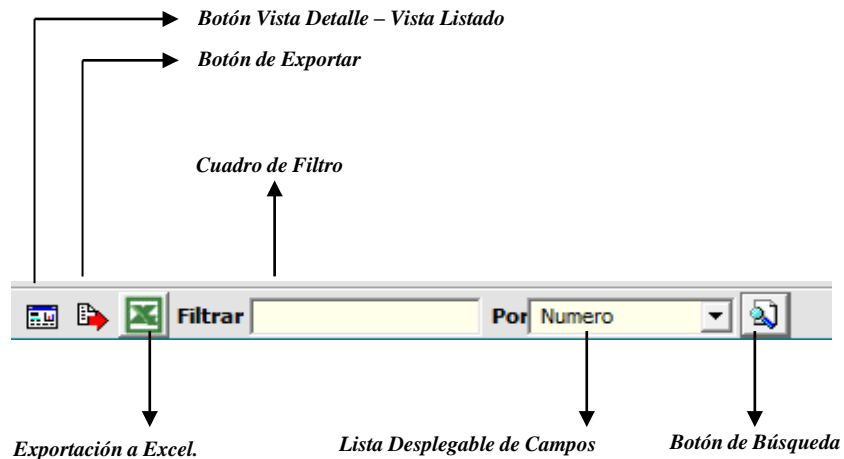 Botón Vista Detalle – Vista Listado
Botón de Exportar
Cuadro de Filtro
Filtrar Por Numero
Exportación a Excel. Lista Desplegable de Campos Botón de Búsqueda